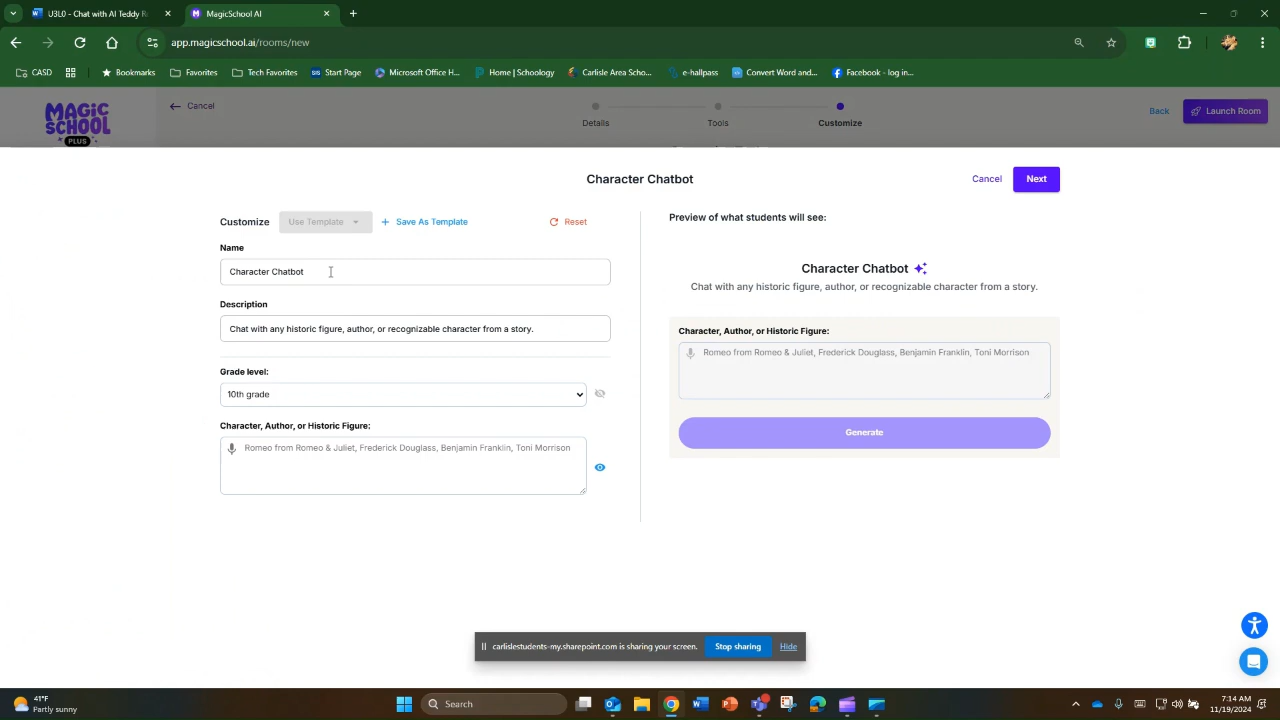 U3L0 - Chat with AI Teddy R
MagicSchool AI
app.magicschool.ai/rooms/new
CASD
Bookmarks
Favorites
Tech Favorites
Start Page
Microsoft Office H...
Home | Schoology
Carlisle Area Scho...
e-hallpass
Convert Word and...
Facebook - log in...
MAGIC
SCHOOL
PLUS
Cancel
Details
Tools
Customize
Back
Launch Room
Character Chatbot
Cancel
Next
Customize
Use Template
Save As Template
Reset
Name
Character Chatbot
Description
Chat with any historic figure, author, or recognizable character from a story.
Grade level:
10th grade
Character, Author, or Historic Figure:
Romeo from Romeo & Juliet, Frederick Douglass, Benjamin Franklin, Toni Morrison
Preview of what students will see:
Character Chatbot
Chat with any historic figure, author, or recognizable character from a story.
Character, Author, or Historic Figure:
Romeo from Romeo & Juliet, Frederick Douglass, Benjamin Franklin, Toni Morrison
Generate
carlislestudents-my.sharepoint.com is sharing your screen.
Stop sharing
Hide
41°F
Partly sunny
Search
7:14 AM
11/19/2024